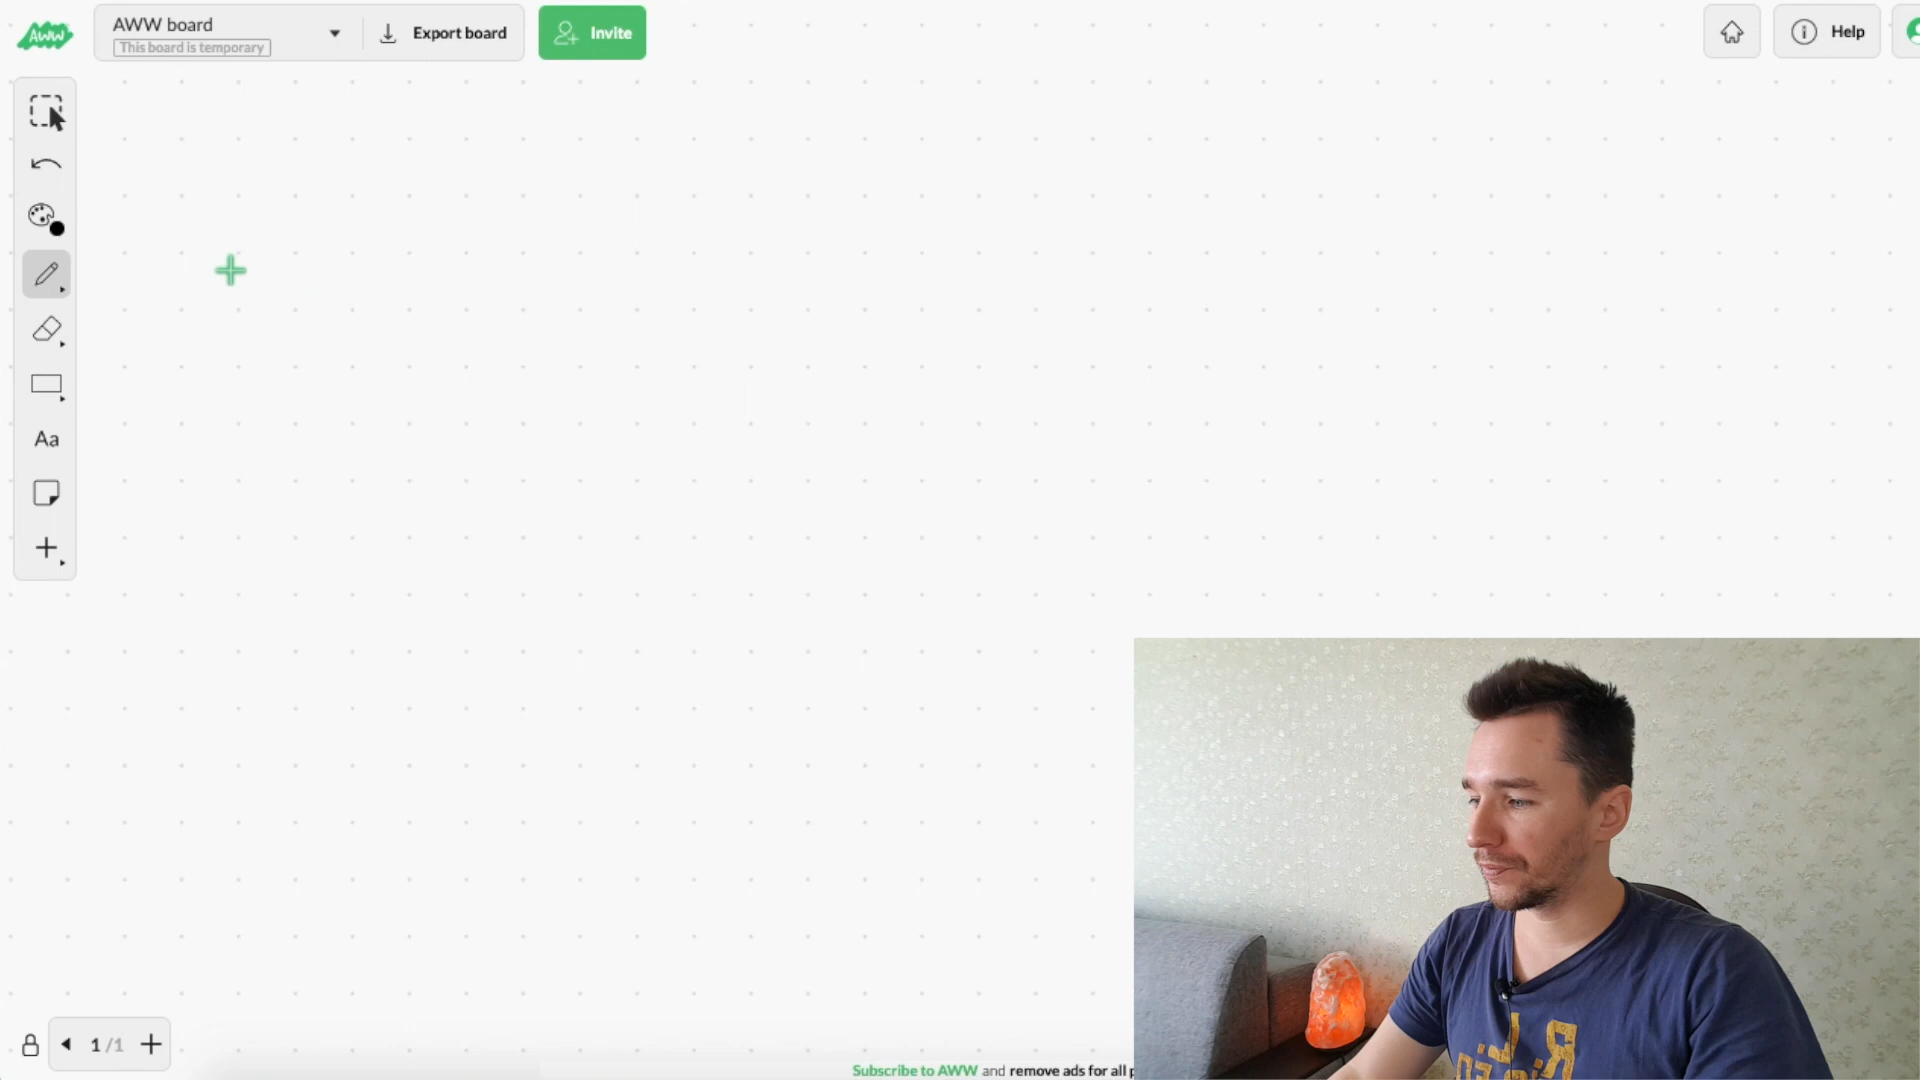 AWW
AWW board
This board is temporary
Export board
Invite
Help
Aa
1 /1
Subscribe to AWW and remove ads for all